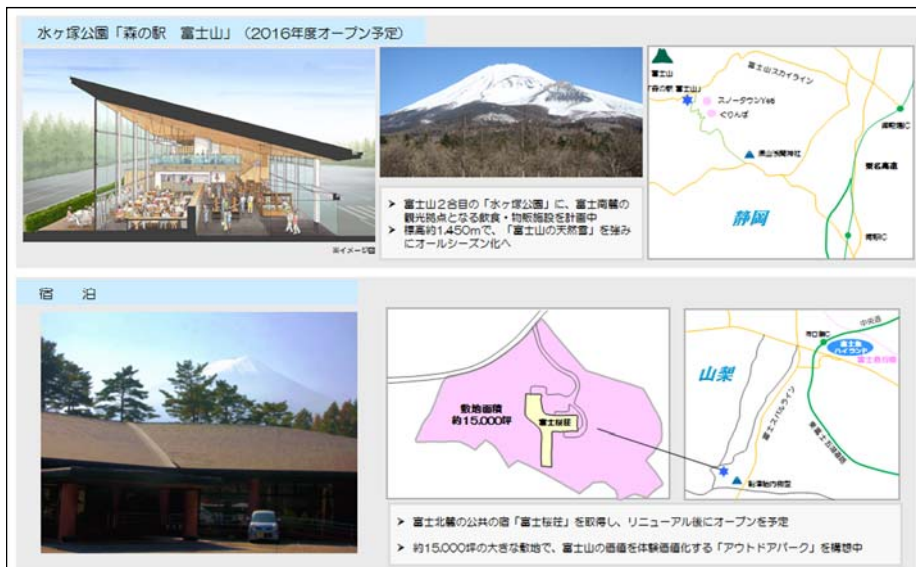 水ヶ塚公園「森の駅 富士山」（2016年度オープン予定）
※イメージ図
➢ 富士山2合目の「水ヶ塚公園」に、富士南麓の
観光拠点となる飲食・物販施設を計画中
➢ 標高約1,450mで、「富士山の天然雪」を強み
にオールシーズン化へ
富士山
「森の駅 富士山」
富士山スカイライン
スノータウンYeti
ぐりんぱ
須山浅間神社
御殿場IC
東名高速
裾野IC
静岡
宿 泊
敷地面積
約15,000坪
富士桜荘
山梨
中央道
河口湖IC
富士急
ハイランド
富士急行線
富士スバルライン
東富士五湖道路
船津胎内樹型
➢ 富士北麓の公共の宿「富士桜荘」を取得し、リニューアル後にオープンを予定
➢ 約15,000坪の大きな敷地で、富士山の価値を体験価値化する「アウトドアパーク」を構想中